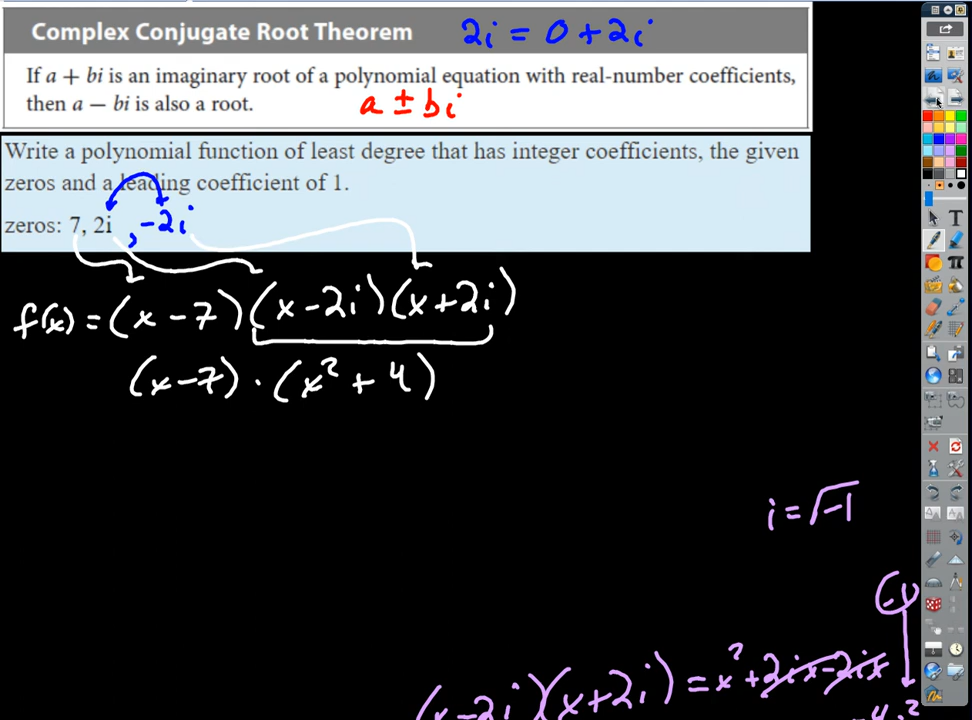 Complex Conjugate Root Theorem 2i = 0 + 2i
If a + bi is an imaginary root of a polynomial equation with real-number coefficients,
then a − bi is also a root. a ± bi
Write a polynomial function of least degree that has integer coefficients, the given
zeros and a leading coefficient of 1.
zeros: 7, 2i , −2i
f(x) = (x − 7)(x − 2i)(x + 2i)
(x − 7) · (x² + 4)
i = √−1
(x − 2i)(x + 2i) = x² + 2ix − 2ix